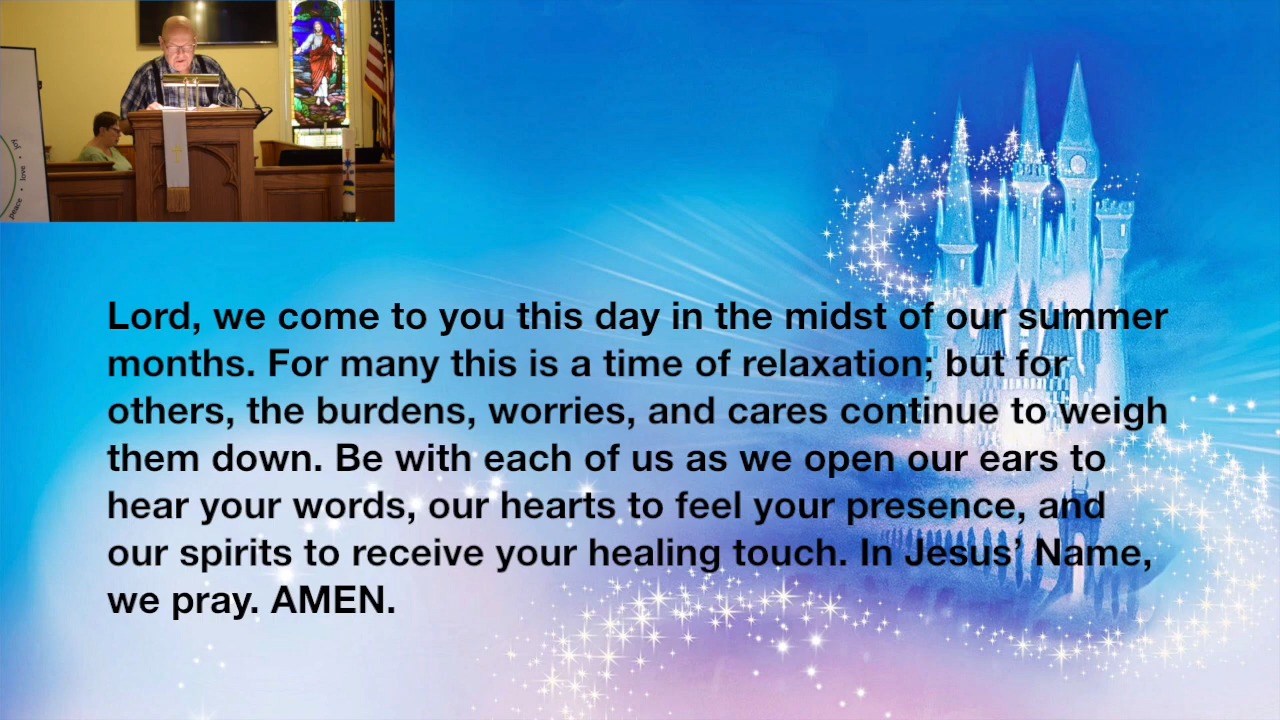 peace • love • joy
Lord, we come to you this day in the midst of our summer
months. For many this is a time of relaxation; but for
others, the burdens, worries, and cares continue to weigh
them down. Be with each of us as we open our ears to
hear your words, our hearts to feel your presence, and
our spirits to receive your healing touch. In Jesus’ Name,
we pray. AMEN.